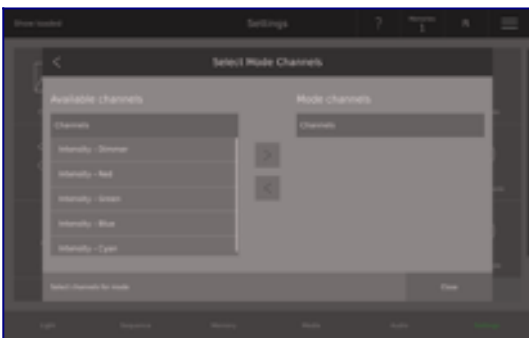 Show loaded
Settings
?
Memories
1
Select Mode Channels
Available channels
Mode channels
Channels
Channels
Intensity - Dimmer
Intensity - Red
Intensity - Green
Intensity - Blue
Intensity - Cyan
>
<
Select channels for mode
Close
Light
Sequence
Memory
Media
Audio
Settings